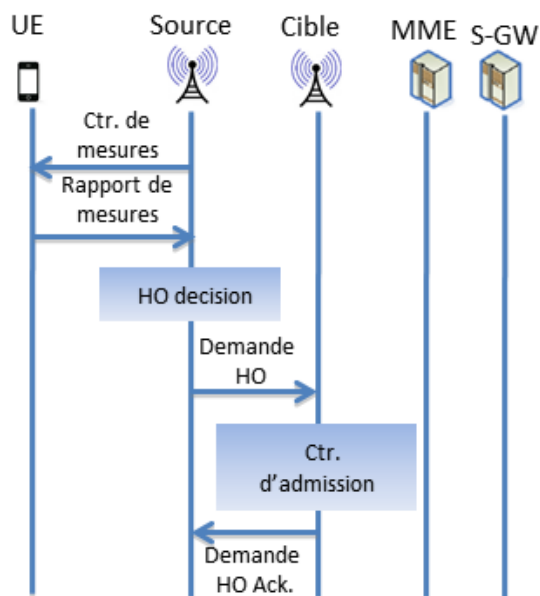 UE
Source
Cible
MME
S-GW
Ctr. de
mesures
Rapport de
mesures
HO decision
Demande
HO
Ctr.
d'admission
Demande
HO Ack.